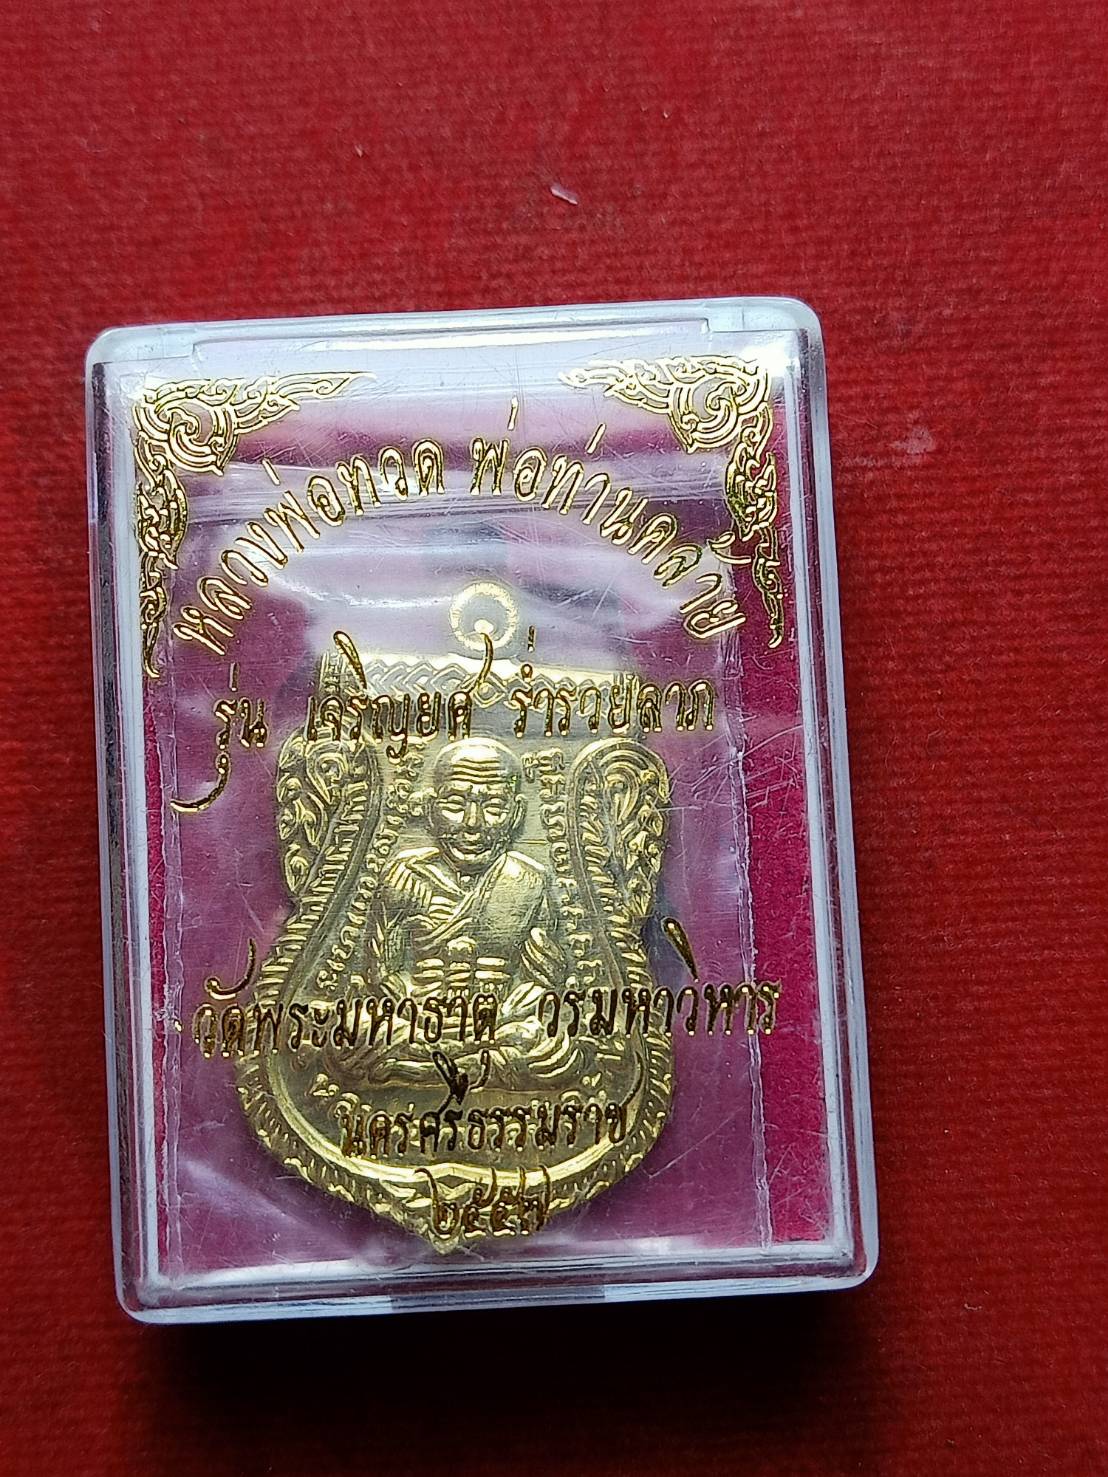 หลวงพ่อทวด พ่อท่านคล้าย
รุ่น เจริญยศ ร่ำรวยลาภ
วัดพระมหาธาตุ วรมหาวิหาร
นครศรีธรรมราช
๒๕๕๗